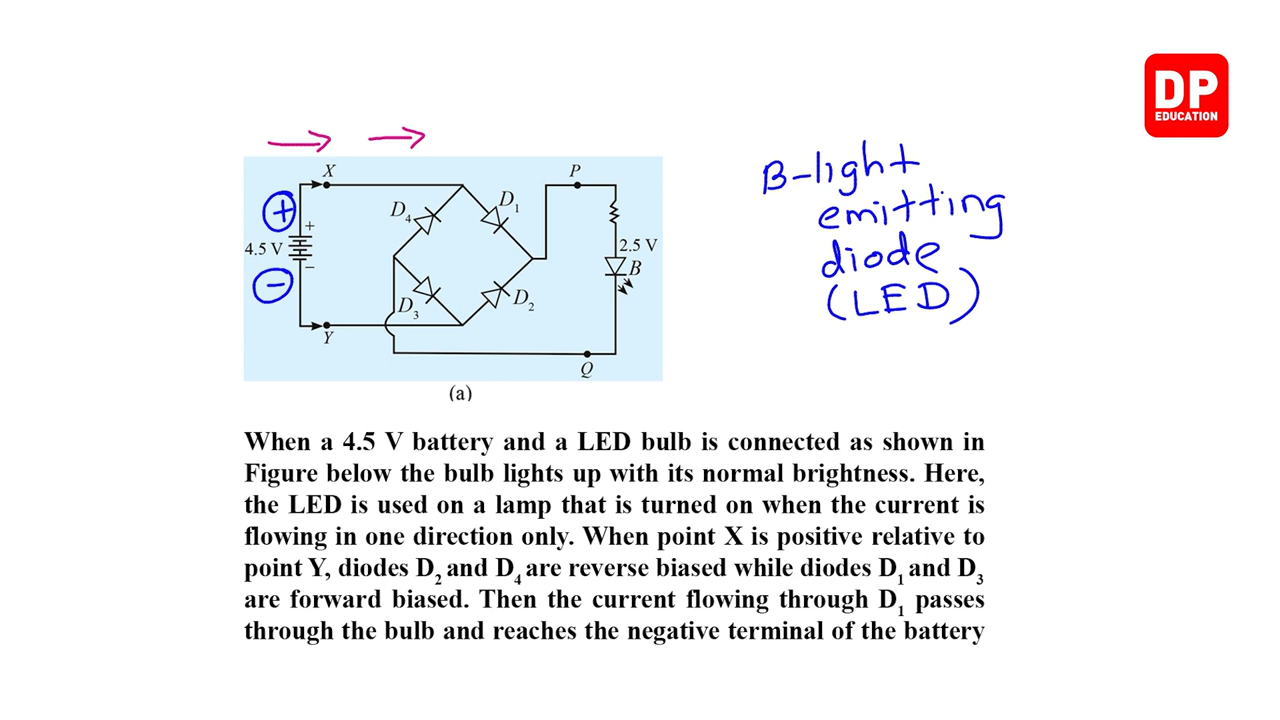 DP
EDUCATION
X
P
+
D₄
D₁
+
4.5 V
2.5 V
B
−
−
D₃
D₂
Y
Q
(a)
B-light
emitting
diode
(LED)
When a 4.5 V battery and a LED bulb is connected as shown in
Figure below the bulb lights up with its normal brightness. Here,
the LED is used on a lamp that is turned on when the current is
flowing in one direction only. When point X is positive relative to
point Y, diodes D₂ and D₄ are reverse biased while diodes D₁ and D₃
are forward biased. Then the current flowing through D₁ passes
through the bulb and reaches the negative terminal of the battery